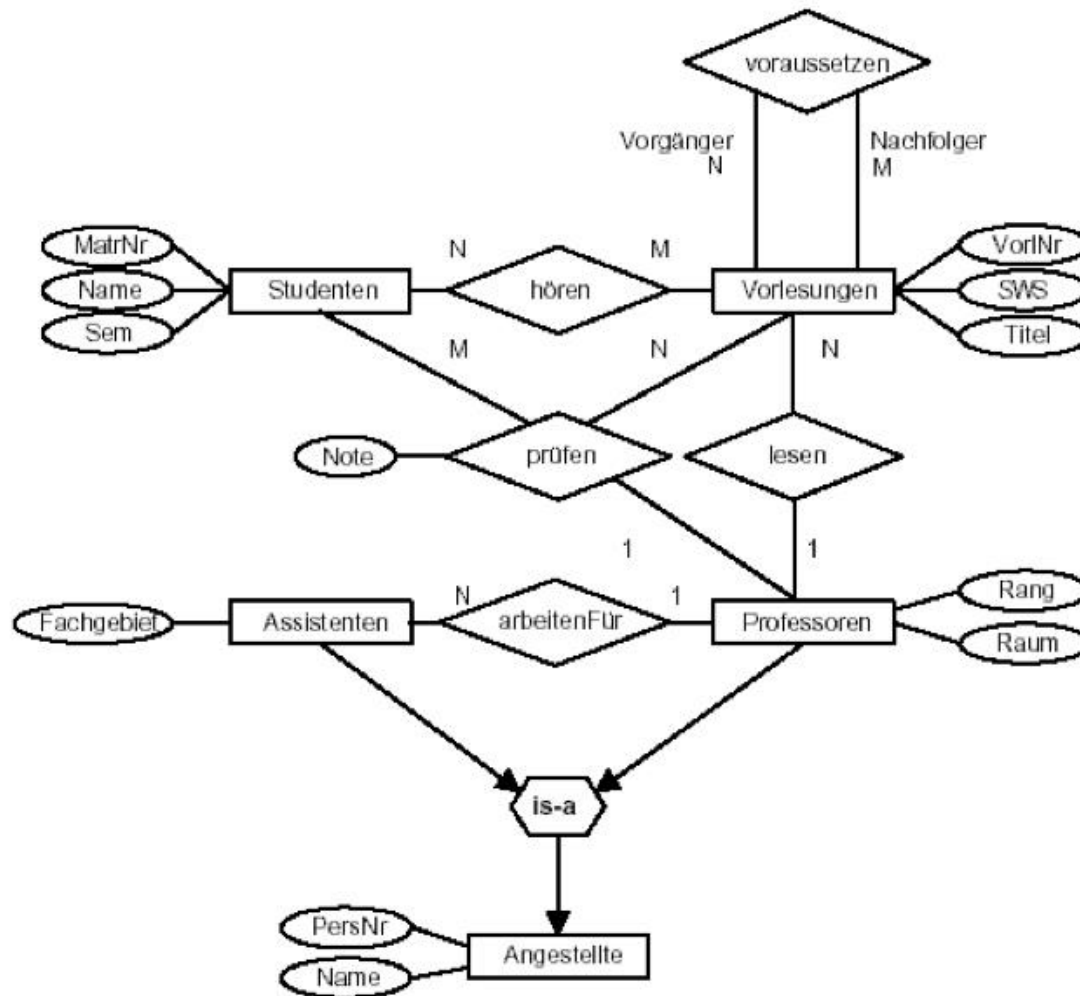 voraussetzen
Vorgänger
N
Nachfolger
M
MatrNr
Name
Sem
Studenten
N
hören
M
Vorlesungen
VorlNr
SWS
Titel
M
N
N
Note
prüfen
lesen
1
1
Fachgebiet
Assistenten
N
arbeitenFür
1
Professoren
Rang
Raum
is-a
PersNr
Name
Angestellte